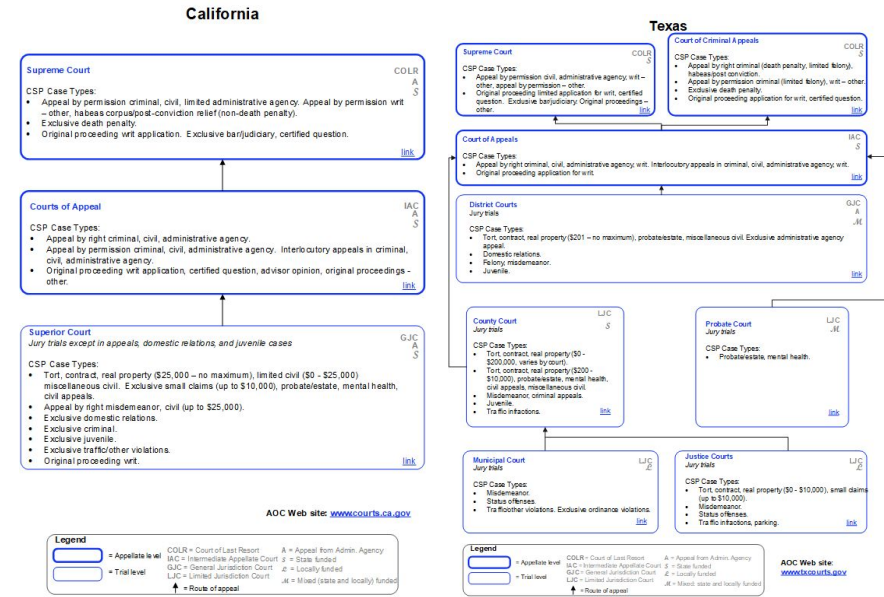 California
Supreme Court
COLR
A
S
CSP Case Types:
• Appeal by permission criminal, civil, limited administrative agency. Appeal by permission writ
– other, habeas corpus/post-conviction relief (non-death penalty).
• Exclusive death penalty.
• Original proceeding writ application. Exclusive bar/judiciary, certified question.
link
Courts of Appeal
IAC
A
S
CSP Case Types:
• Appeal by right criminal, civil, administrative agency.
• Appeal by permission criminal, civil, administrative agency. Interlocutory appeals in criminal,
civil, administrative agency.
• Original proceeding writ application, certified question, advisor opinion, original proceedings -
other.
link
Superior Court
Jury trials except in appeals, domestic relations, and juvenile cases
GJC
A
S
CSP Case Types:
• Tort, contract, real property ($25,000 – no maximum), limited civil ($0 - $25,000)
miscellaneous civil. Exclusive small claims (up to $10,000), probate/estate, mental health,
civil appeals.
• Appeal by right misdemeanor, civil (up to $25,000).
• Exclusive domestic relations.
• Exclusive criminal.
• Exclusive juvenile.
• Exclusive traffic/other violations.
• Original proceeding writ.
link
AOC Web site: www.courts.ca.gov
Legend
= Appellate level
= Trial level
COLR = Court of Last Resort
IAC = Intermediate Appellate Court
GJC = General Jurisdiction Court
LJC = Limited Jurisdiction Court
= Route of appeal
A = Appeal from Admin. Agency
S = State funded
L = Locally funded
M = Mixed (state and locally) funded
Texas
Supreme Court
COLR
S
CSP Case Types:
• Appeal by permission civil, administrative agency, writ –
other, appeal by permission – other.
• Original proceeding limited application for writ, certified
question. Exclusive bar/judiciary. Original proceedings –
other.
link
Court of Criminal Appeals
COLR
S
CSP Case Types:
• Appeal by right criminal (death penalty, limited felony),
habeas/post conviction.
• Appeal by permission criminal (limited felony), writ – other.
• Exclusive death penalty.
• Original proceeding application for writ, certified question.
link
Court of Appeals
IAC
S
CSP Case Types:
• Appeal by right criminal, civil, administrative agency, writ. Interlocutory appeals in criminal, civil, administrative agency, writ.
• Original proceeding application for writ.
link
District Courts
Jury trials
GJC
A
M
CSP Case Types:
• Tort, contract, real property ($201 – no maximum), probate/estate, miscellaneous civil. Exclusive administrative agency
appeal.
• Domestic relations.
• Felony, misdemeanor.
• Juvenile.
link
County Court
Jury trials
LJC
S
CSP Case Types:
• Tort, contract, real property ($0 -
$200,000, varies by court).
• Tort, contract, real property ($200 -
$10,000), probate/estate, mental health,
civil appeals, miscellaneous civil.
• Misdemeanor, criminal appeals.
• Juvenile.
• Traffic infractions.
link
Probate Court
Jury trials
LJC
M
CSP Case Types:
• Probate/estate, mental health.
link
Municipal Court
Jury trials
LJC
L
CSP Case Types:
• Misdemeanor.
• Status offenses.
• Traffic/other violations. Exclusive ordinance violations.
link
Justice Courts
Jury trials
LJC
L
CSP Case Types:
• Tort, contract, real property ($0 - $10,000), small claims
(up to $10,000).
• Misdemeanor.
• Status offenses.
• Traffic infractions, parking.
link
Legend
= Appellate level
= Trial level
COLR = Court of Last Resort
IAC = Intermediate Appellate Court
GJC = General Jurisdiction Court
LJC = Limited Jurisdiction Court
= Route of appeal
A = Appeal from Admin. Agency
S = State funded
L = Locally funded
M = Mixed: state and locally funded
AOC Web site:
www.txcourts.gov